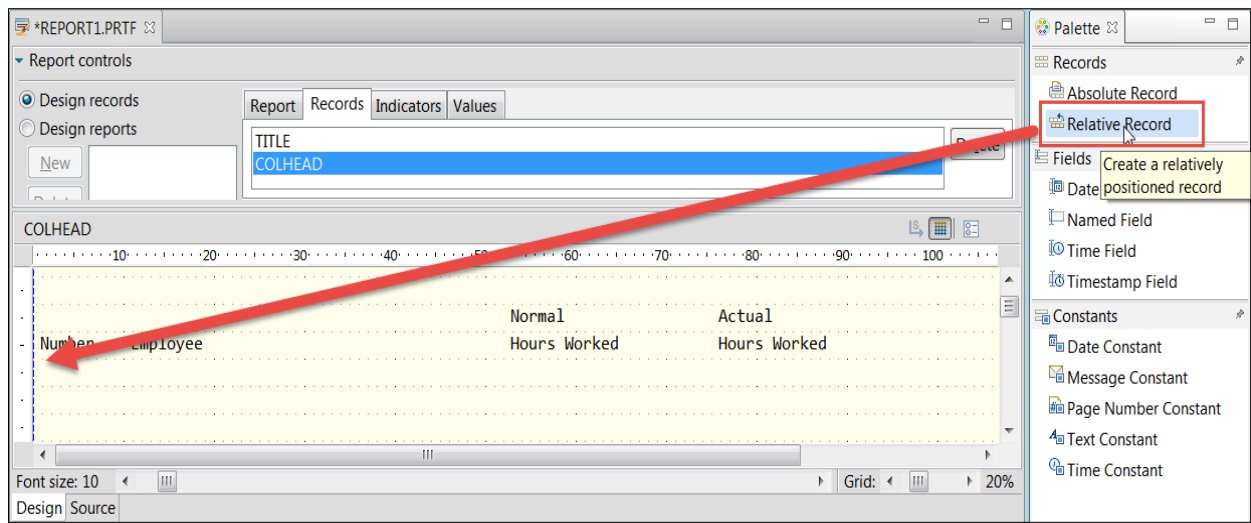 *REPORT1.PRTF
Report controls
Design records
Design reports
New
Report Records Indicators Values
TITLE
COLHEAD
COLHEAD
10 20 30 40 50 60 70 80 90 100
Normal Actual
Number Employee Hours Worked Hours Worked
Font size: 10
Grid: 20%
Design Source
Palette
Records
Absolute Record
Relative Record
Fields
Create a relatively
positioned record
Date
Named Field
Time Field
Timestamp Field
Constants
Date Constant
Message Constant
Page Number Constant
Text Constant
Time Constant